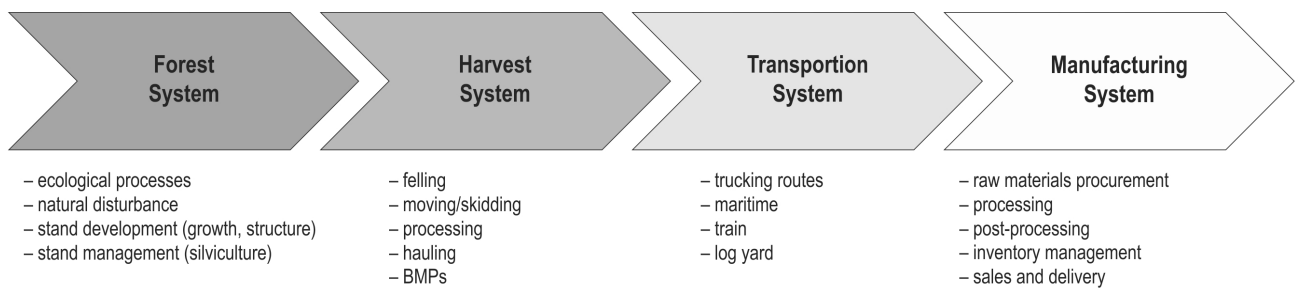 Forest
System
Harvest
System
Transportion
System
Manufacturing
System
– ecological processes
– natural disturbance
– stand development (growth, structure)
– stand management (silviculture)
– felling
– moving/skidding
– processing
– hauling
– BMPs
– trucking routes
– maritime
– train
– log yard
– raw materials procurement
– processing
– post-processing
– inventory management
– sales and delivery